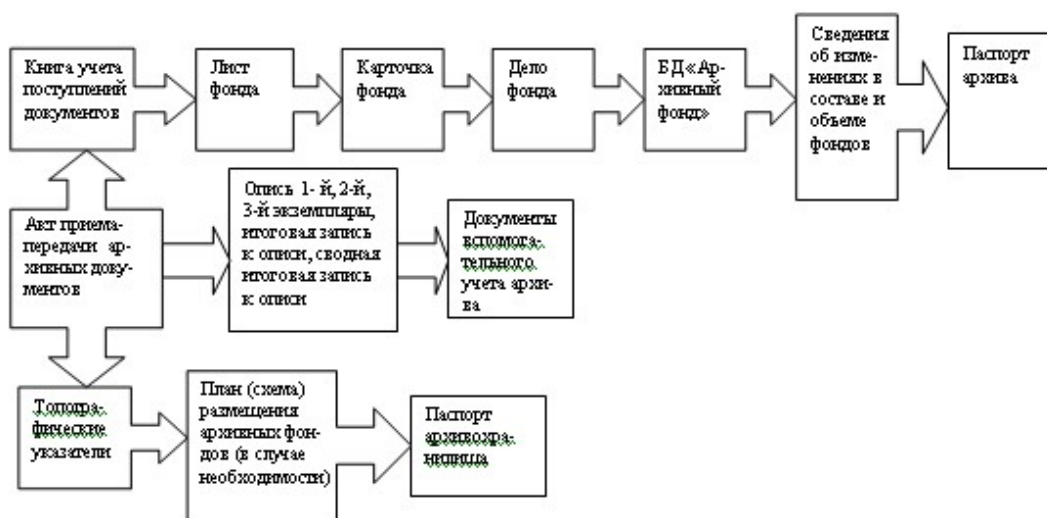 Книга учета
поступлений
документов
Лист
фонда
Карточка
фонда
Дело
фонда
БД «Ар-
хивный
фонд»
Сведения
об изме-
нениях в
составе и
объеме
фондов
Паспорт
архива
Акт приема-
передачи ар-
хивных доку-
ментов
Опись 1- й, 2-й,
3-й экземпляры,
итоговая запись
к описи, сводная
итоговая запись
к описи
Документы
вспомога-
тельного
учета архи-
ва
Топогра-
фические
указатели
План (схема)
размещения
архивных фон-
дов (в случае
необходимости)
Паспорт
архивохра-
нилища